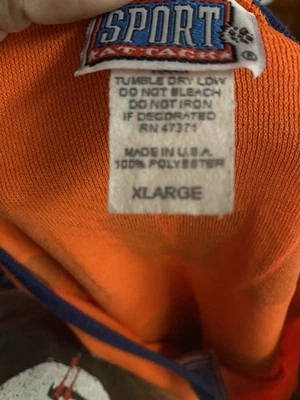 SPORT
ATTACK
®
TUMBLE DRY LOW
DO NOT BLEACH
DO NOT IRON
IF DECORATED
RN 47371
MADE IN U.S.A.
100% POLYESTER
XLARGE